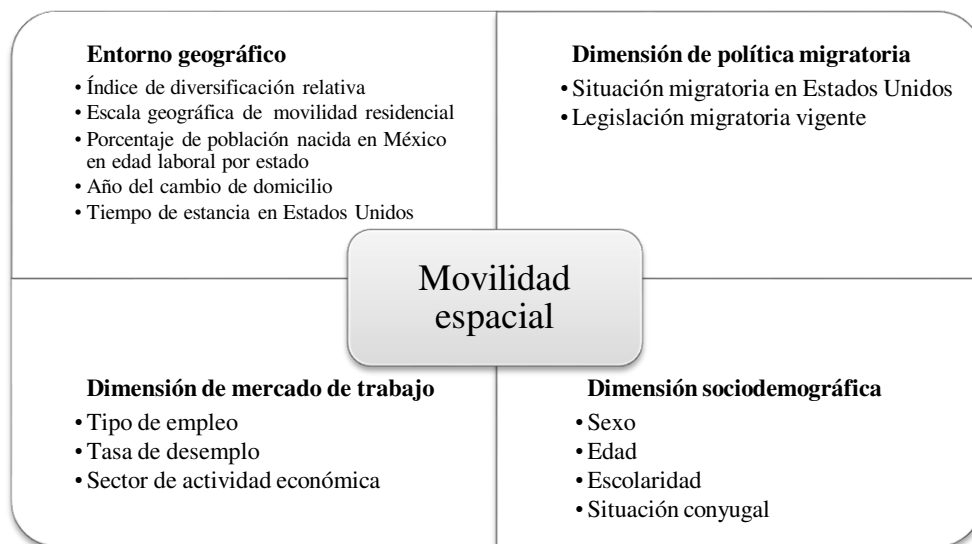 Entorno geográfico
• Índice de diversificación relativa
• Escala geográfica de movilidad residencial
• Porcentaje de población nacida en México
en edad laboral por estado
• Año del cambio de domicilio
• Tiempo de estancia en Estados Unidos
Dimensión de política migratoria
• Situación migratoria en Estados Unidos
• Legislación migratoria vigente
Movilidad
espacial
Dimensión de mercado de trabajo
• Tipo de empleo
• Tasa de desemplo
• Sector de actividad económica
Dimensión sociodemográfica
• Sexo
• Edad
• Escolaridad
• Situación conyugal